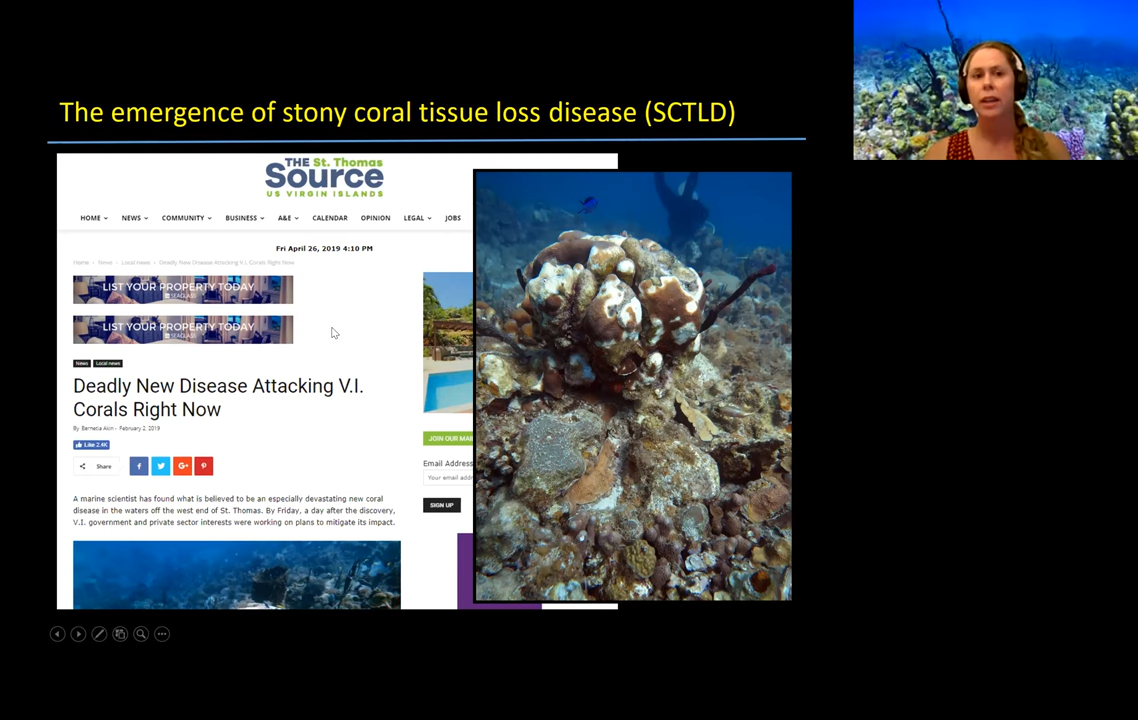 The emergence of stony coral tissue loss disease (SCTLD)
THE St. Thomas
Source
US VIRGIN ISLANDS
HOME NEWS COMMUNITY BUSINESS A&E CALENDAR OPINION LEGAL JOBS
Fri April 26, 2019 4:10 PM
Home News Local news Deadly New Disease Attacking V.I. Corals Right Now
LIST YOUR PROPERTY TODAY
SEAGLASS
LIST YOUR PROPERTY TODAY
SEAGLASS
News Local news
Deadly New Disease Attacking V.I.
Corals Right Now
By Bernetia Akin - February 2, 2019
Like 2.4K
Share
JOIN OUR MAI
Email Address
Your email addr
SIGN UP
A marine scientist has found what is believed to be an especially devastating new coral
disease in the waters off the west end of St. Thomas. By Friday, a day after the discovery,
V.I. government and private sector interests were working on plans to mitigate its impact.